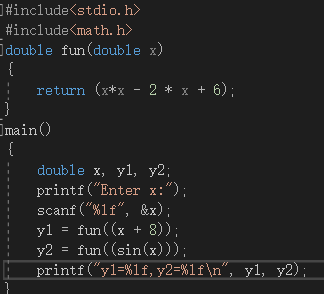 #include<stdio.h>
#include<math.h>
double fun(double x)
{
return (x*x - 2 * x + 6);
}
main()
{
double x, y1, y2;
printf("Enter x:");
scanf("%lf", &x);
y1 = fun((x + 8));
y2 = fun((sin(x)));
printf("y1=%lf,y2=%lf\n", y1, y2);
}